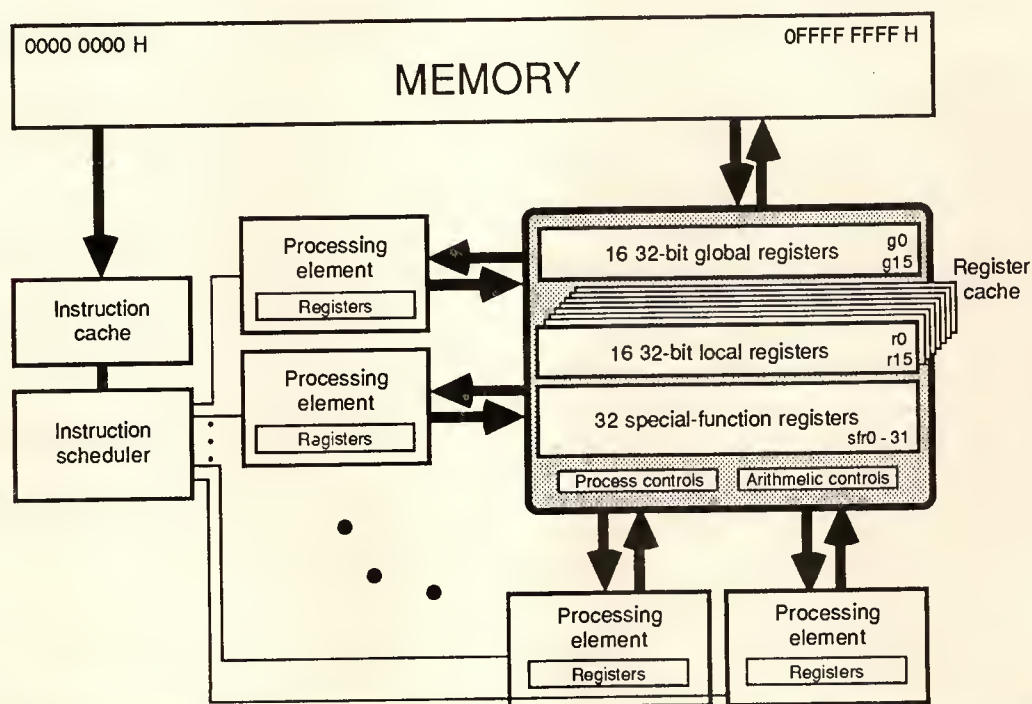 0000 0000 H
0FFFF FFFF H
MEMORY
Processing
element
Registers
16 32-bit global registers
g0
g15
Register
cache
Instruction
cache
16 32-bit local registers
r0
r15
Processing
element
Registers
Instruction
scheduler
32 special-function registers
sfr0 - 31
Process controls
Arithmelic controls
Processing
element
Registers
Processing
element
Registers